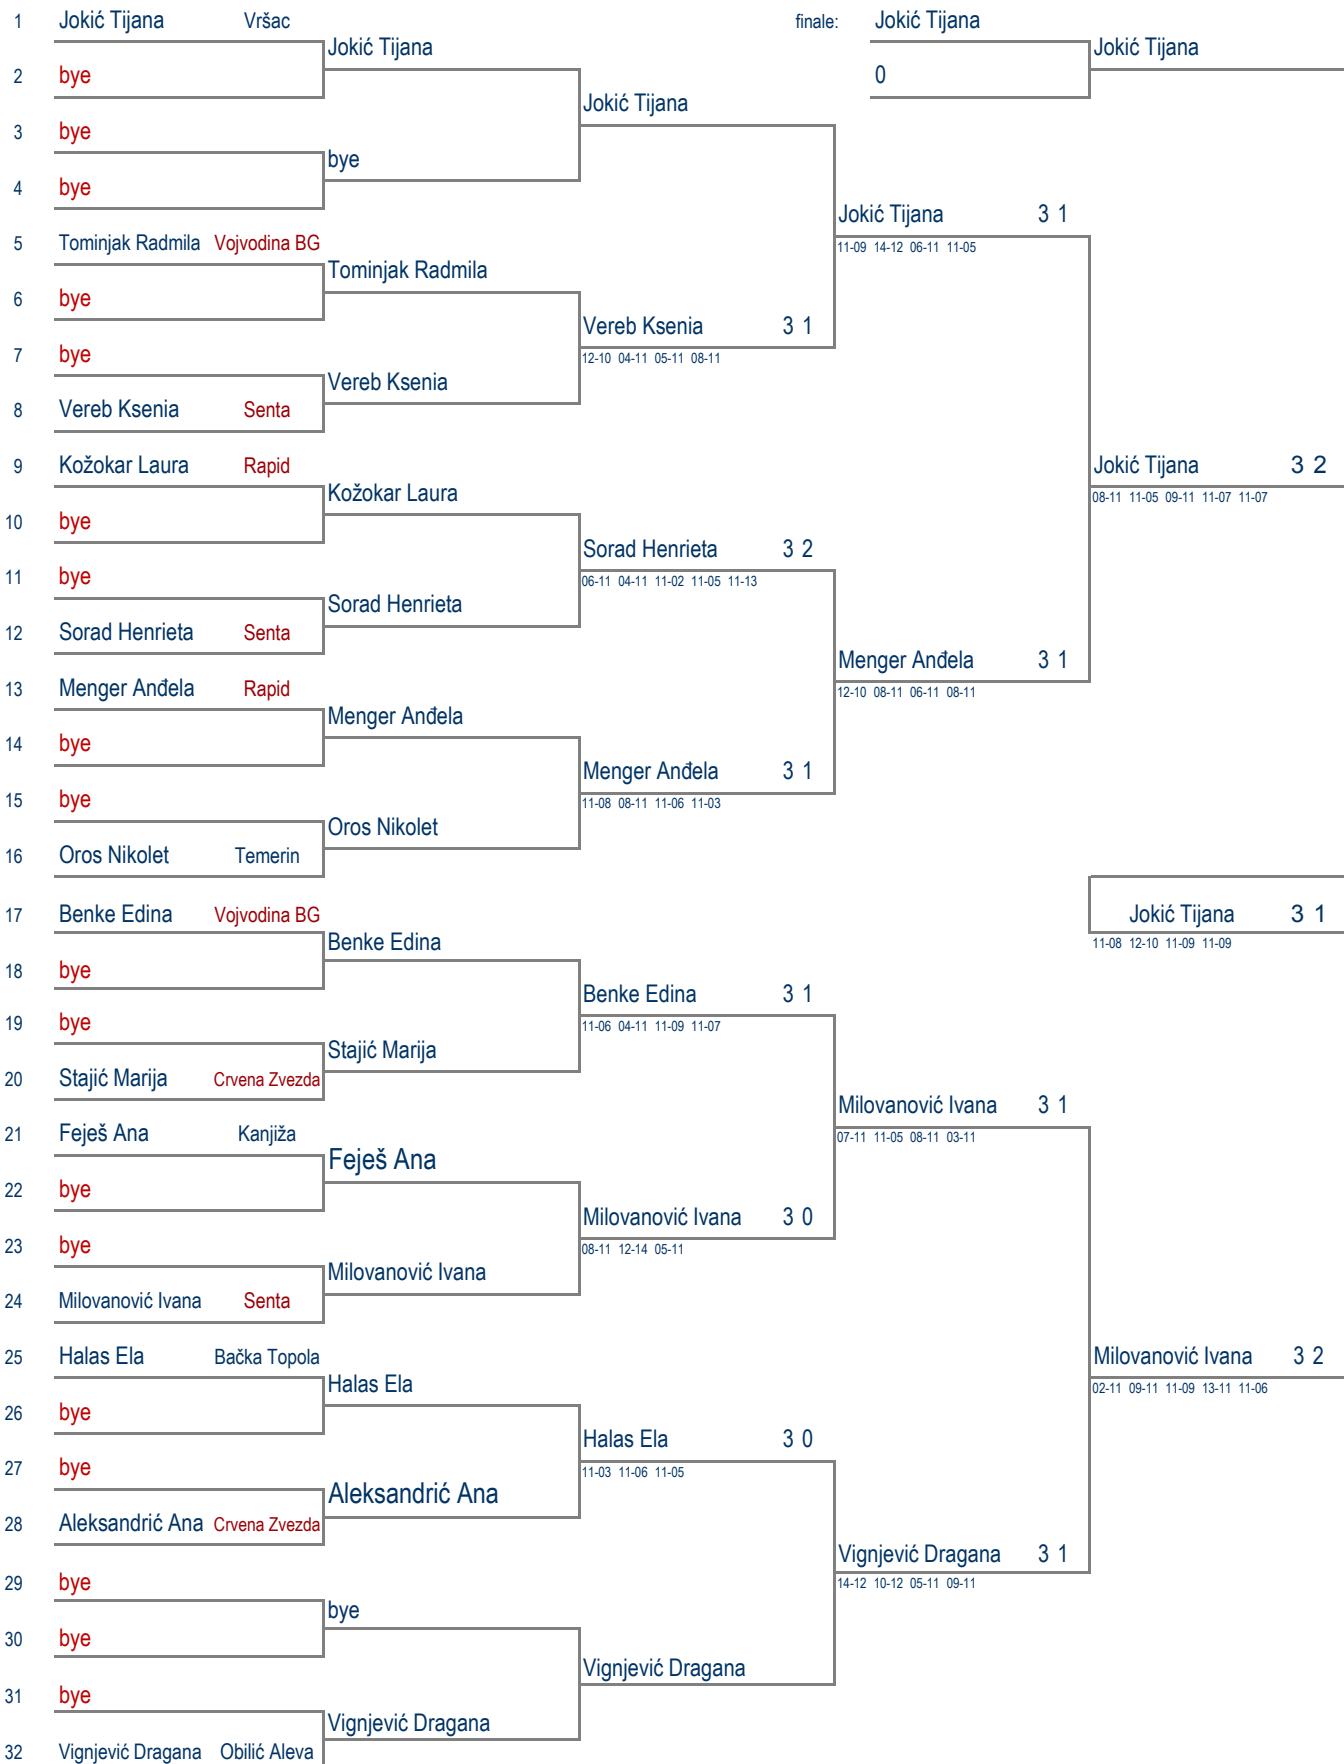 1 Jokić Tijana Vršac finale: Jokić Tijana
Jokić Tijana Jokić Tijana
2 bye 0
Jokić Tijana
3 bye
bye
4 bye
Jokić Tijana 3 1
5 Tominjak Radmila Vojvodina BG 11-09 14-12 06-11 11-05
Tominjak Radmila
6 bye
Vereb Ksenia 3 1
7 bye 12-10 04-11 05-11 08-11
Vereb Ksenia
8 Vereb Ksenia Senta
9 Kožokar Laura Rapid Jokić Tijana 3 2
Kožokar Laura 08-11 11-05 09-11 11-07 11-07
10 bye
Sorad Henrieta 3 2
11 bye 06-11 04-11 11-02 11-05 11-13
Sorad Henrieta
12 Sorad Henrieta Senta
Menger Anđela 3 1
13 Menger Anđela Rapid 12-10 08-11 06-11 08-11
Menger Anđela
14 bye
Menger Anđela 3 1
15 bye 11-08 08-11 11-06 11-03
Oros Nikolet
16 Oros Nikolet Temerin
17 Benke Edina Vojvodina BG Jokić Tijana 3 1
Benke Edina 11-08 12-10 11-09 11-09
18 bye
Benke Edina 3 1
19 bye 11-06 04-11 11-09 11-07
Stajić Marija
20 Stajić Marija Crvena Zvezda
Milovanović Ivana 3 1
21 Feješ Ana Kanjiža 07-11 11-05 08-11 03-11
Feješ Ana
22 bye
Milovanović Ivana 3 0
23 bye 08-11 12-14 05-11
Milovanović Ivana
24 Milovanović Ivana Senta
25 Halas Ela Bačka Topola Milovanović Ivana 3 2
Halas Ela 02-11 09-11 11-09 13-11 11-06
26 bye
Halas Ela 3 0
27 bye 11-03 11-06 11-05
Aleksandrić Ana
28 Aleksandrić Ana Crvena Zvezda
Vignjević Dragana 3 1
29 bye 14-12 10-12 05-11 09-11
bye
30 bye
Vignjević Dragana
31 bye
Vignjević Dragana
32 Vignjević Dragana Obilić Aleva